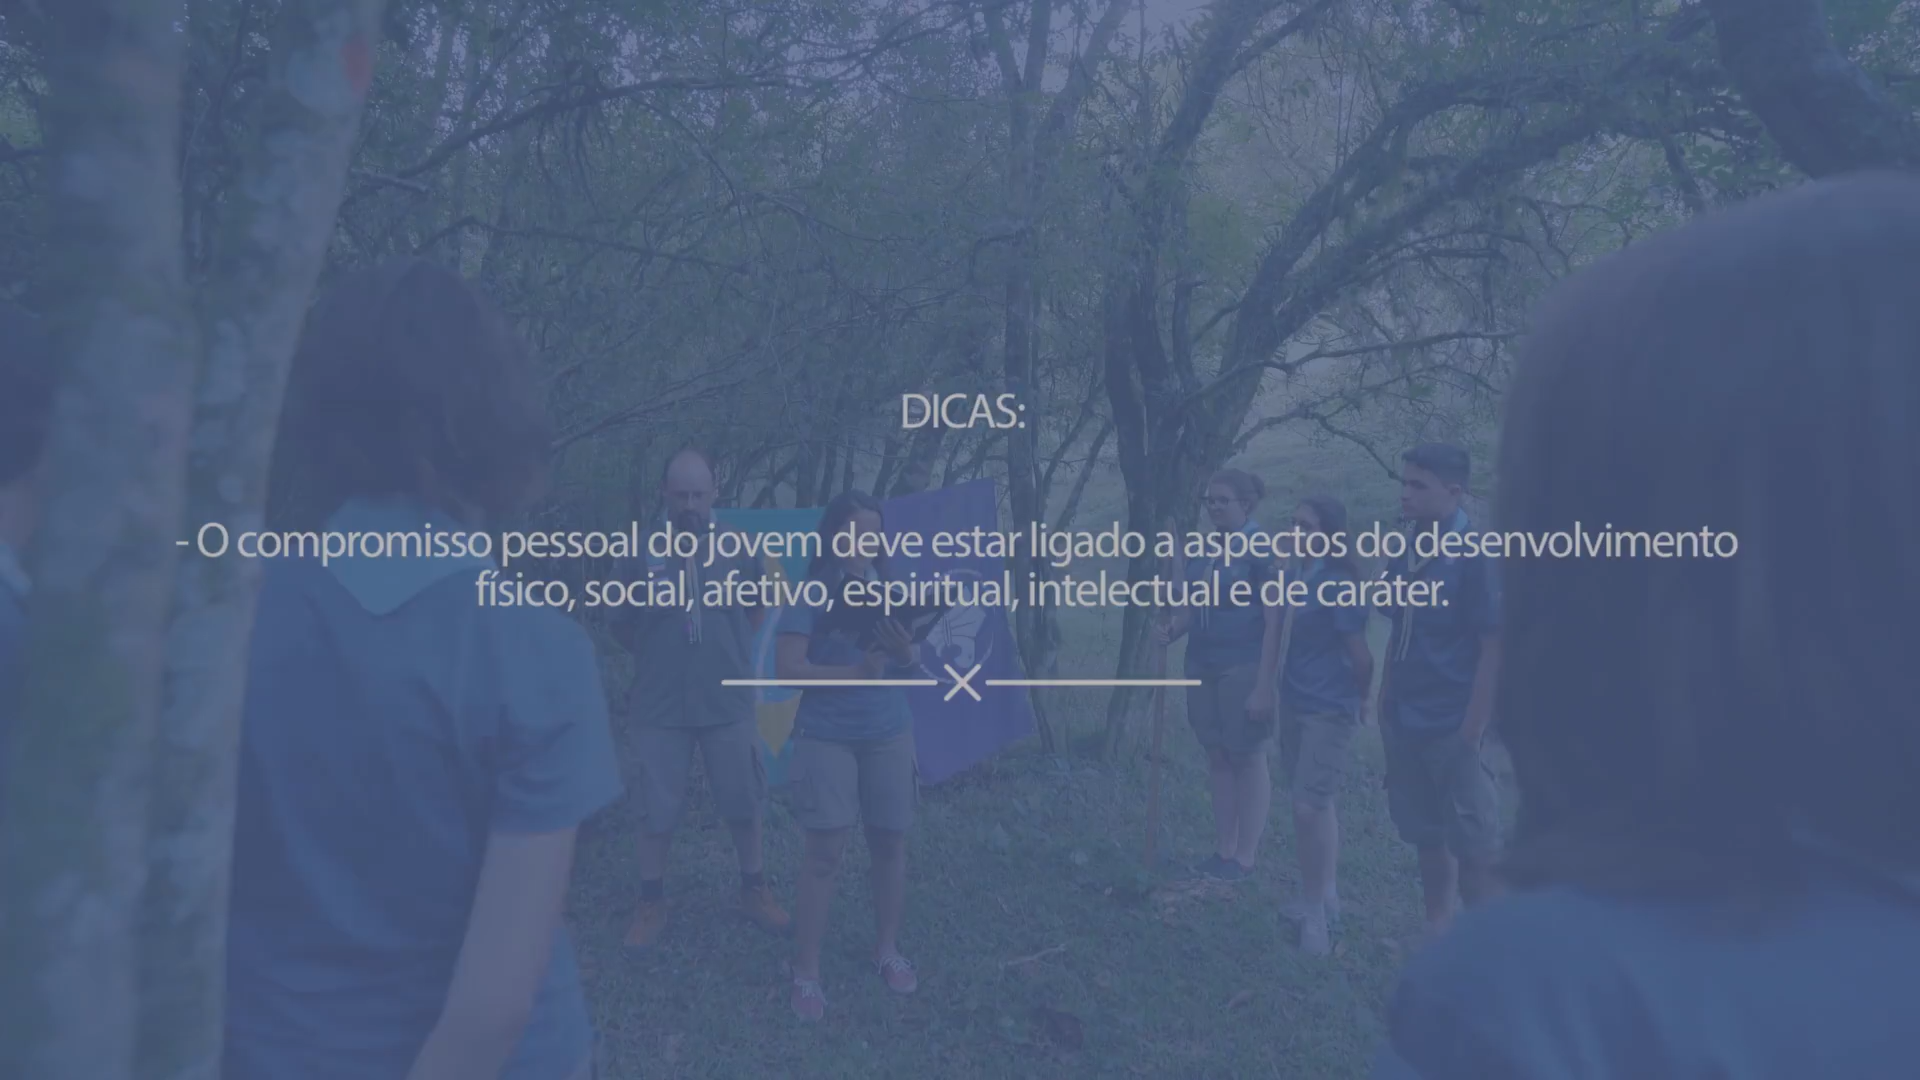 DICAS:
- O compromisso pessoal do jovem deve estar ligado a aspectos do desenvolvimento
físico, social, afetivo, espiritual, intelectual e de caráter.